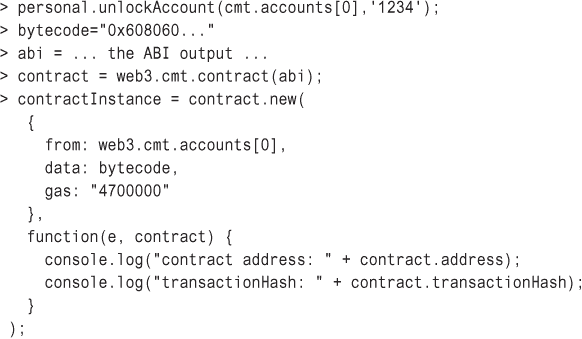 > personal.unlockAccount(cmt.accounts[0],'1234');
> bytecode="0x608060..."
> abi = ... the ABI output ...
> contract = web3.cmt.contract(abi);
> contractInstance = contract.new(
{
from: web3.cmt.accounts[0],
data: bytecode,
gas: "4700000"
},
function(e, contract) {
console.log("contract address: " + contract.address);
console.log("transactionHash: " + contract.transactionHash);
}
);